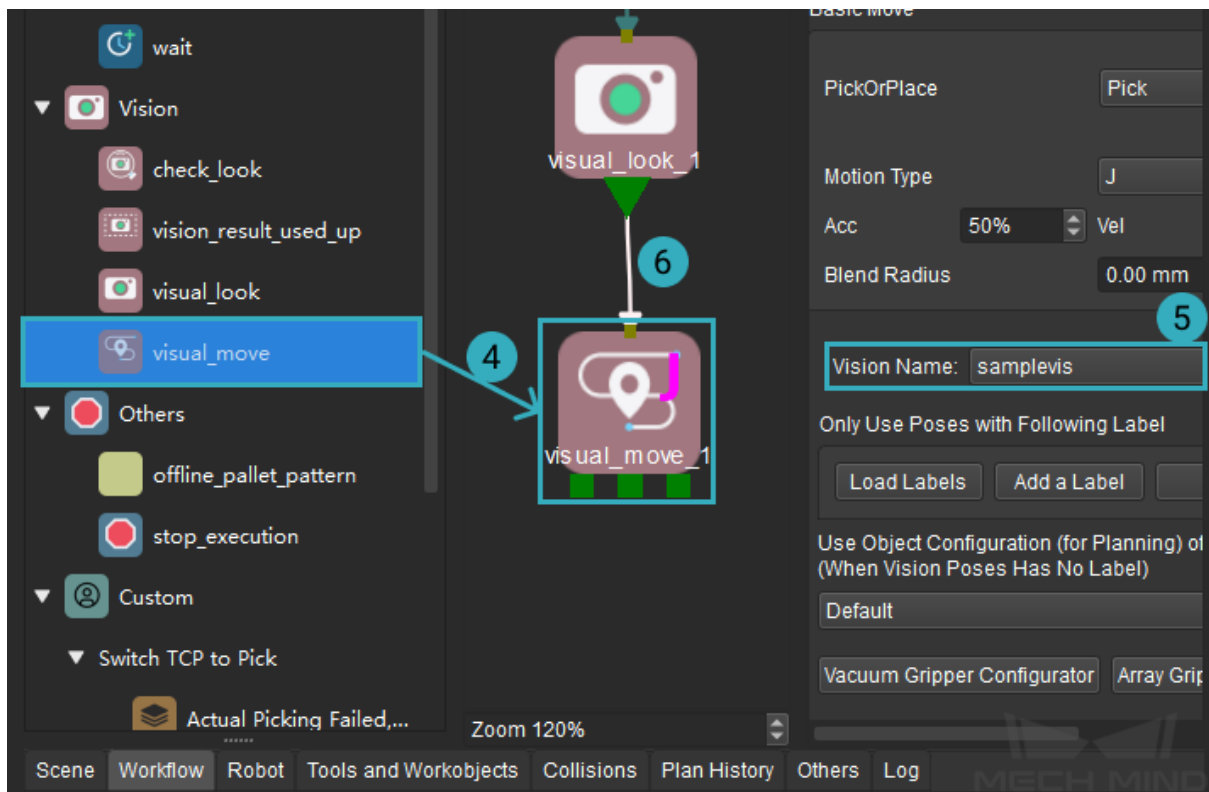 wait
Vision
check_look
vision_result_used_up
visual_look
visual_move
Others
offline_pallet_pattern
stop_execution
Custom
Switch TCP to Pick
Actual Picking Failed,...
visual_look_1
6
4
visual_move_1
Zoom 120%
Basic Move
PickOrPlace Pick
Motion Type J
Acc 50% Vel
Blend Radius 0.00 mm
5
Vision Name: samplevis
Only Use Poses with Following Label
Load Labels Add a Label
Use Object Configuration (for Planning) of
(When Vision Poses Has No Label)
Default
Vacuum Gripper Configurator Array Grip
Scene Workflow Robot Tools and Workobjects Collisions Plan History Others Log
MECH MIND